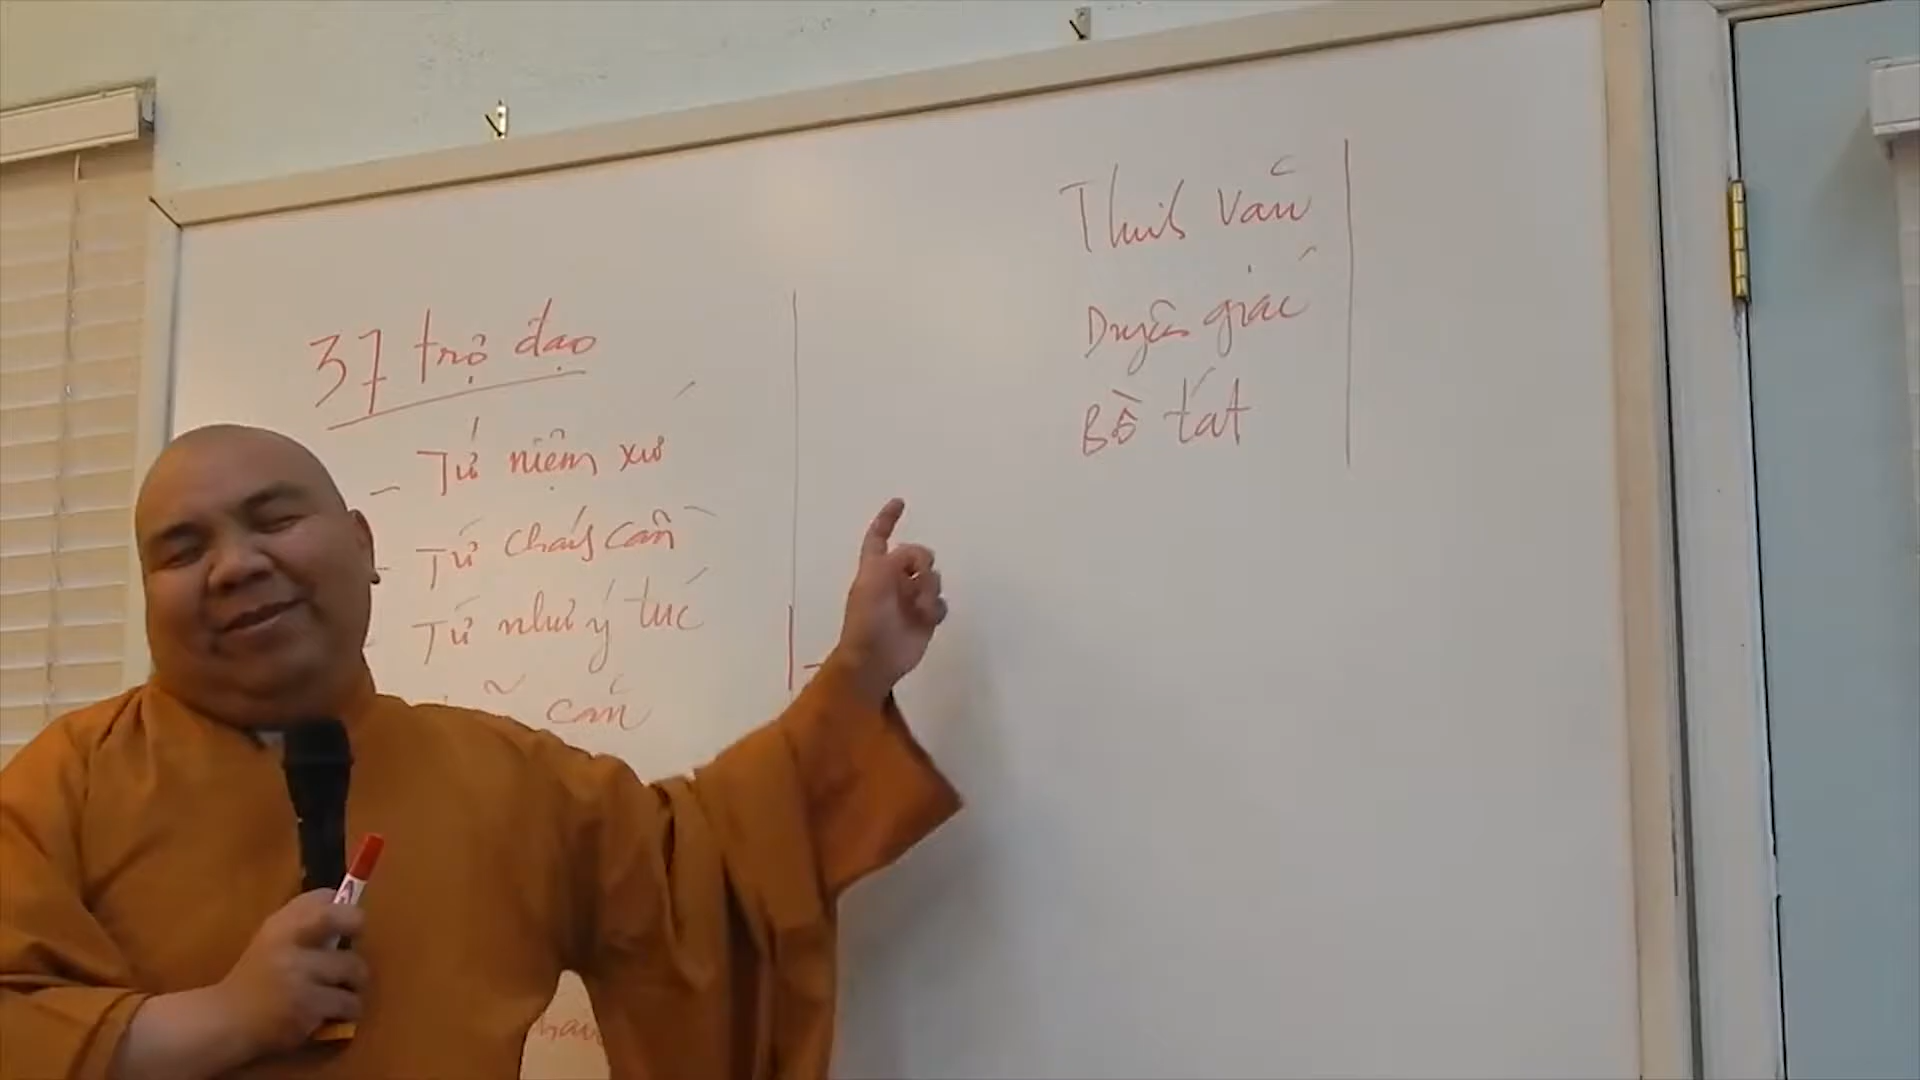 37 trợ đạo
- Tứ niệm xứ
- Tứ chánh cần
- Tứ như ý túc
căn
Thinh Văn
Duyên giác
Bồ tát